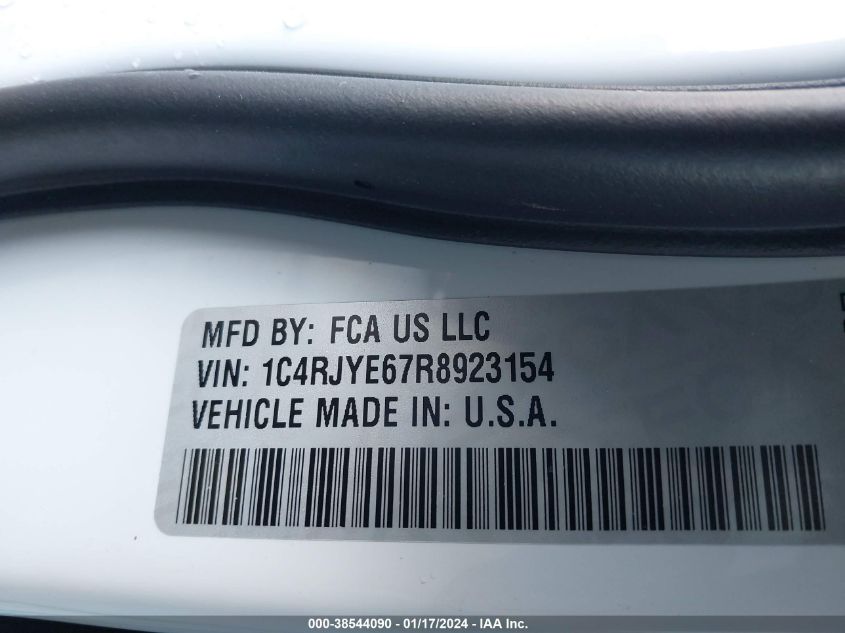 MFD BY: FCA US LLC
VIN: 1C4RJYE67R8923154
VEHICLE MADE IN: U.S.A.
000-38544090 - 01/17/2024 - IAA Inc.